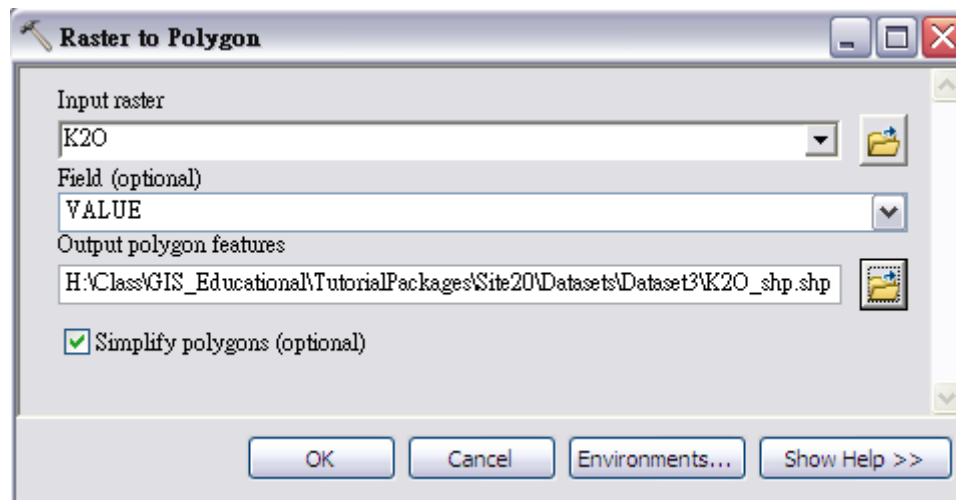 Raster to Polygon
Input raster
K2O
Field (optional)
VALUE
Output polygon features
H:\Class\GIS_Educational\TutorialPackages\Site20\Datasets\Dataset3\K2O_shp.shp
Simplify polygons (optional)
OK Cancel Environments... Show Help >>